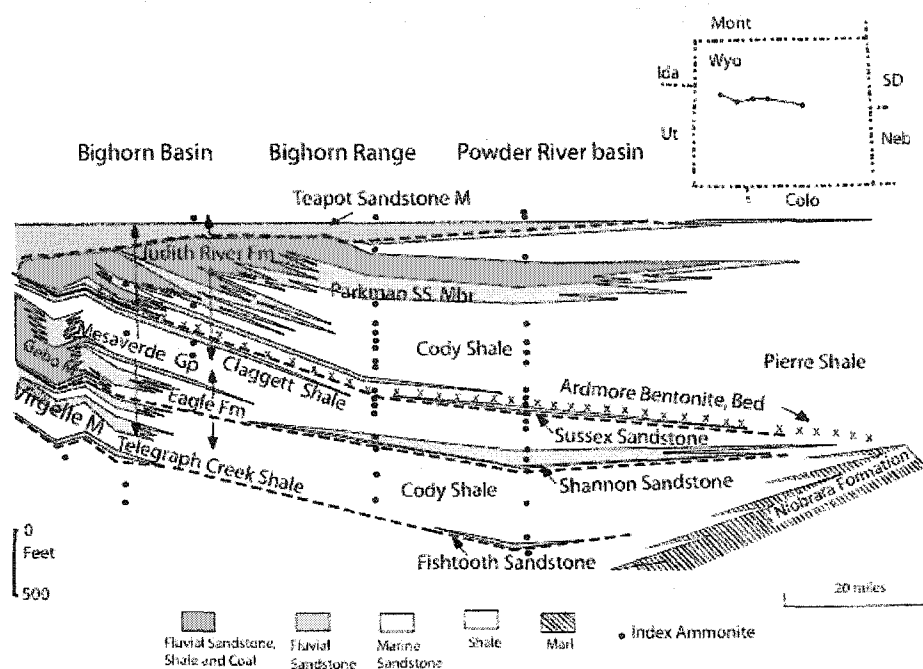 Mont
Wyo
Ida
SD
Ut
Neb
Colo
Bighorn Basin
Bighorn Range
Powder River basin
Teapot Sandstone M
Judith River Fm
Parkman SS. Mbr
Mesaverde Gp
Claggett Shale
Cody Shale
Pierre Shale
Ardmore Bentonite, Bed
Eagle Fm
Sussex Sandstone
Virgelle M
Telegraph Creek Shale
Shannon Sandstone
Cody Shale
Niobrara Formation
Fishtooth Sandstone
0
Feet
500
20 miles
Fluvial Sandstone, Shale and Coal
Fluvial Sandstone
Marine Sandstone
Shale
Marl
Index Ammonite